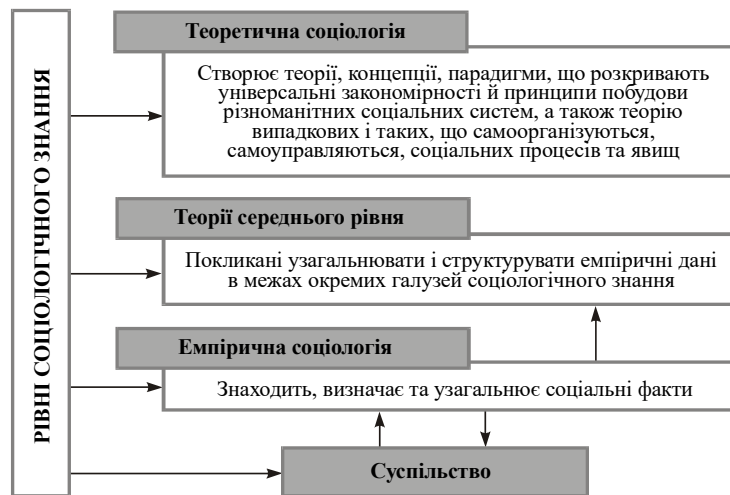 РІВНІ СОЦІОЛОГІЧНОГО ЗНАННЯ
Теоретична соціологія
Створює теорії, концепції, парадигми, що розкривають
універсальні закономірності й принципи побудови
різноманітних соціальних систем, а також теорію
випадкових і таких, що самоорганізуються,
самоуправляються, соціальних процесів та явищ
Теорії середнього рівня
Покликані узагальнювати і структурувати емпіричні дані
в межах окремих галузей соціологічного знання
Емпірична соціологія
Знаходить, визначає та узагальнює соціальні факти
Суспільство